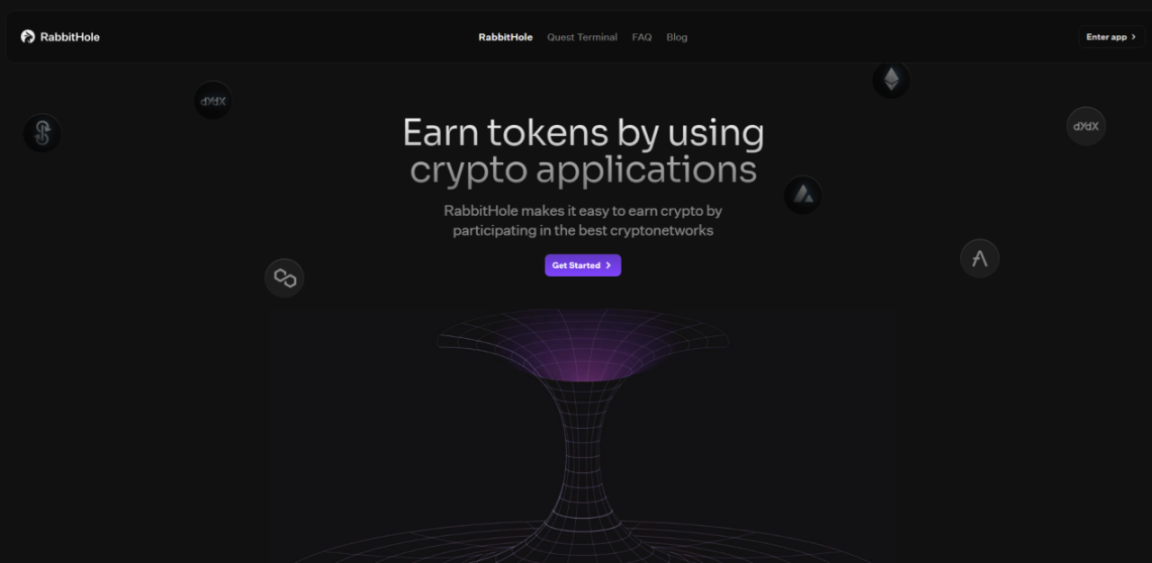 RabbitHole
RabbitHole Quest Terminal FAQ Blog
Enter app
dYdX
dYdX
Earn tokens by using
crypto applications
RabbitHole makes it easy to earn crypto by
participating in the best cryptonetworks
Get Started